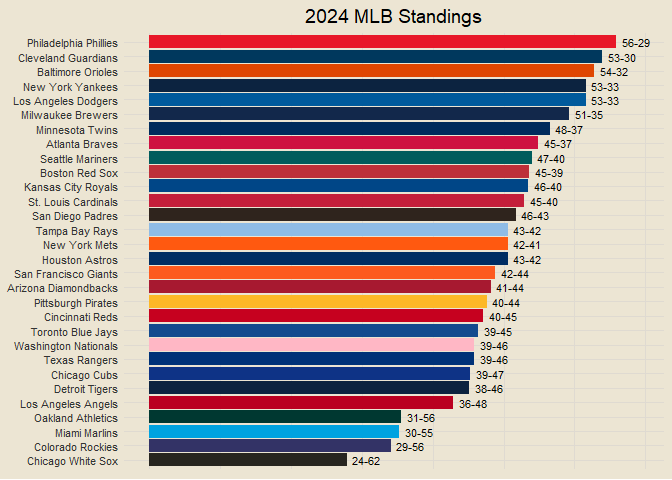 2024 MLB Standings
Philadelphia Phillies 56-29
Cleveland Guardians 53-30
Baltimore Orioles 54-32
New York Yankees 53-33
Los Angeles Dodgers 53-33
Milwaukee Brewers 51-35
Minnesota Twins 48-37
Atlanta Braves 45-37
Seattle Mariners 47-40
Boston Red Sox 45-39
Kansas City Royals 46-40
St. Louis Cardinals 45-40
San Diego Padres 46-43
Tampa Bay Rays 43-42
New York Mets 42-41
Houston Astros 43-42
San Francisco Giants 42-44
Arizona Diamondbacks 41-44
Pittsburgh Pirates 40-44
Cincinnati Reds 40-45
Toronto Blue Jays 39-45
Washington Nationals 39-46
Texas Rangers 39-46
Chicago Cubs 39-47
Detroit Tigers 38-46
Los Angeles Angels 36-48
Oakland Athletics 31-56
Miami Marlins 30-55
Colorado Rockies 29-56
Chicago White Sox 24-62